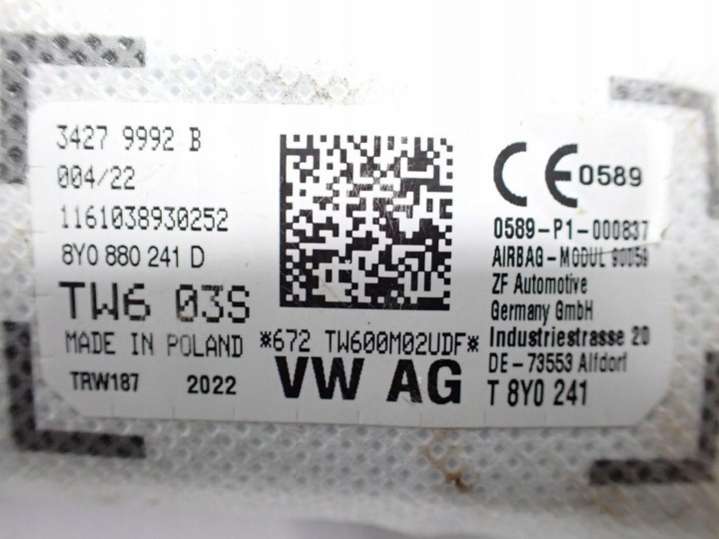 3427 9992 B
004/22
1161038930252
8Y0 880 241 D
TW6 03S
MADE IN POLAND
TRW187 2022
*672 TW600M02UDF*
VW AG
CE 0589
0589-P1-000837
AIRBAG-MODUL 90059
ZF Automotive
Germany GmbH
Industriestrasse 20
DE-73553 Alfdorf
T 8Y0 241